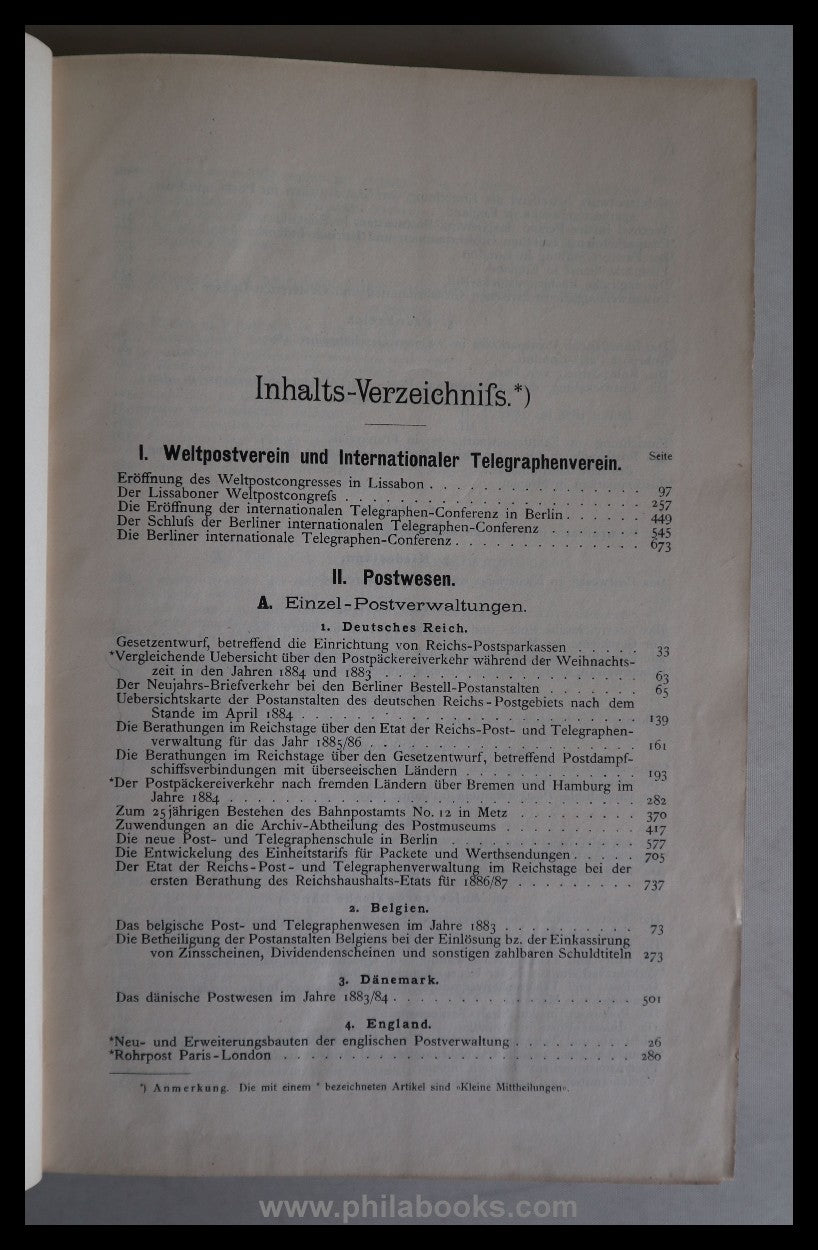 Inhalts-Verzeichniſs.*)
I. Weltpostverein und Internationaler Telegraphenverein. Seite
Eröffnung des Weltpostcongresses in Lissabon . . . . . . . . . . . . . . . . 97
Der Lissaboner Weltpostcongreſs . . . . . . . . . . . . . . . . . . . . . . 257
Die Eröffnung der internationalen Telegraphen-Conferenz in Berlin . . . . . . 449
Der Schluſs der Berliner internationalen Telegraphen-Conferenz . . . . . . . 545
Die Berliner internationale Telegraphen-Conferenz . . . . . . . . . . . . . . 673
II. Postwesen.
A. Einzel-Postverwaltungen.
1. Deutsches Reich.
Gesetzentwurf, betreffend die Einrichtung von Reichs-Postsparkassen . . . . . 33
*Vergleichende Uebersicht über den Postpäckereiverkehr während der Weihnachts-
zeit in den Jahren 1884 und 1883 . . . . . . . . . . . . . . . . . . . 63
Der Neujahrs-Briefverkehr bei den Berliner Bestell-Postanstalten . . . . . . . 65
Uebersichtskarte der Postanstalten des deutschen Reichs-Postgebiets nach dem
Stande im April 1884 . . . . . . . . . . . . . . . . . . . . . . . . 139
Die Berathungen im Reichstage über den Etat der Reichs-Post- und Telegraphen-
verwaltung für das Jahr 1885/86 . . . . . . . . . . . . . . . . . . . . 161
Die Berathungen im Reichstage über den Gesetzentwurf, betreffend Postdampf-
schiffsverbindungen mit überseeischen Ländern . . . . . . . . . . . . . 193
*Der Postpäckereiverkehr nach fremden Ländern über Bremen und Hamburg im
Jahre 1884 . . . . . . . . . . . . . . . . . . . . . . . . . . . . . 282
Zum 25jährigen Bestehen des Bahnpostamts No. 12 in Metz . . . . . . . . . 370
Zuwendungen an die Archiv-Abtheilung des Postmuseums . . . . . . . . . . 417
Die neue Post- und Telegraphenschule in Berlin . . . . . . . . . . . . . . 577
Die Entwickelung des Einheitstarifs für Packete und Werthsendungen . . . . . 705
Der Etat der Reichs-Post- und Telegraphenverwaltung im Reichstage bei der
ersten Berathung des Reichshaushalts-Etats für 1886/87 . . . . . . . . . 737
2. Belgien.
Das belgische Post- und Telegraphenwesen im Jahre 1883 . . . . . . . . . . 73
Die Betheiligung der Postanstalten Belgiens bei der Einlösung bz. der Einkassirung
von Zinsscheinen, Dividendenscheinen und sonstigen zahlbaren Schuldtiteln 273
3. Dänemark.
Das dänische Postwesen im Jahre 1883/84 . . . . . . . . . . . . . . . . . . 501
4. England.
*Neu- und Erweiterungsbauten der englischen Postverwaltung . . . . . . . . . 26
*Rohrpost Paris-London . . . . . . . . . . . . . . . . . . . . . . . . . . 280
*) Anmerkung. Die mit einem * bezeichneten Artikel sind »Kleine Mittheilungen«.
www.philabooks.com